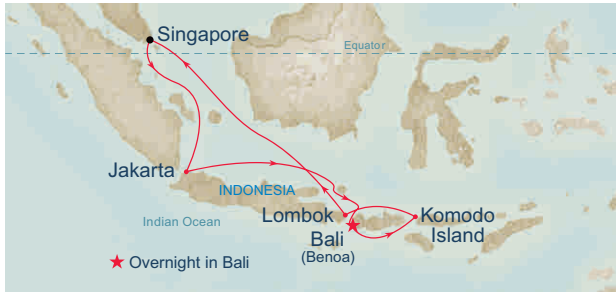 Singapore
Equator
Jakarta
INDONESIA
Lombok
Komodo
Island
Indian Ocean
Bali
(Benoa)
Overnight in Bali